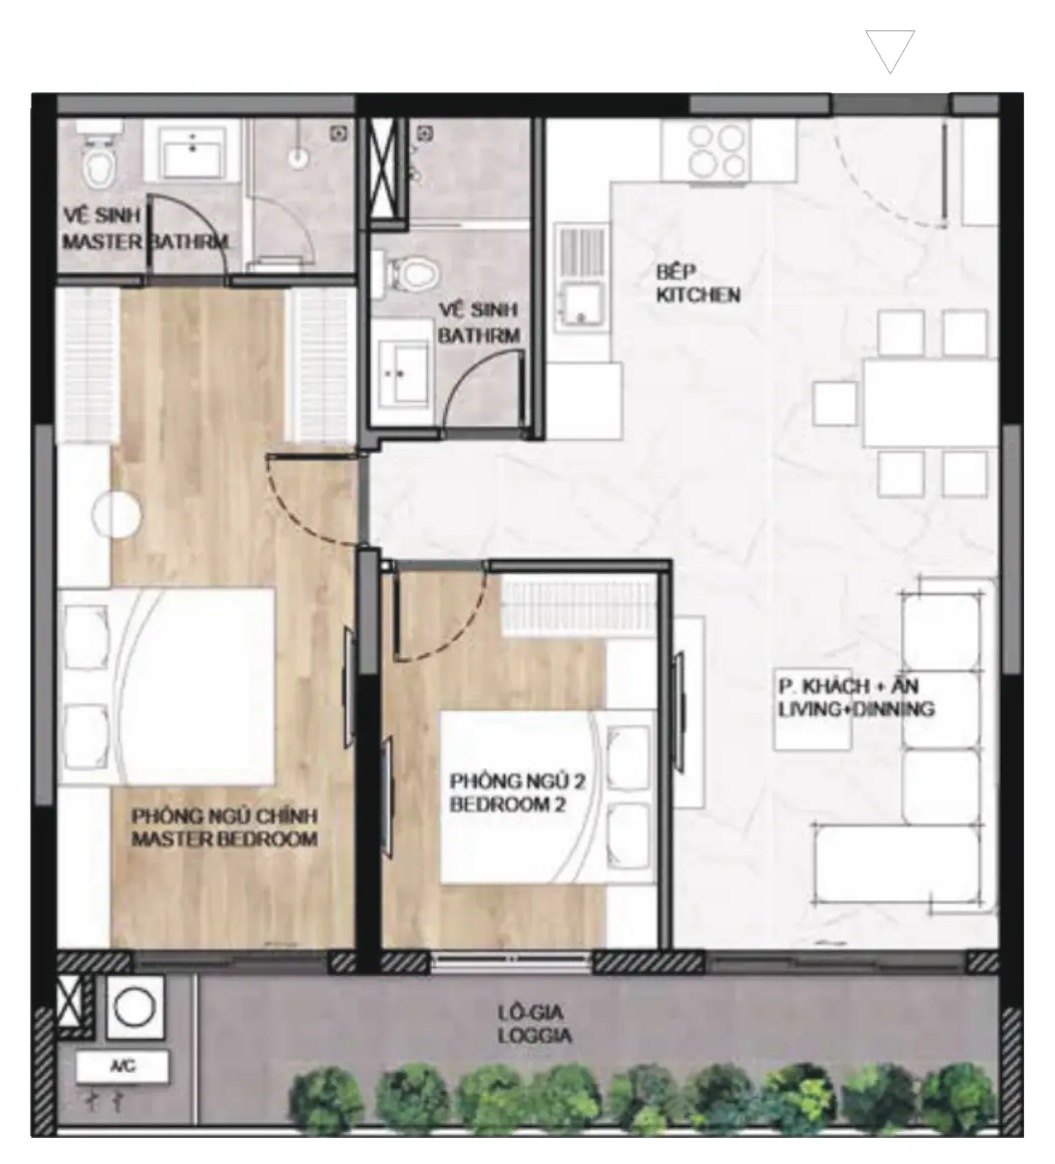 VỆ SINH
MASTER BATHRM
VỆ SINH
BATHRM
BẾP
KITCHEN
P. KHÁCH + ĂN
LIVING+DINNING
PHÒNG NGỦ 2
BEDROOM 2
PHÒNG NGỦ CHÍNH
MASTER BEDROOM
LÔ-GIA
LOGGIA
A/C